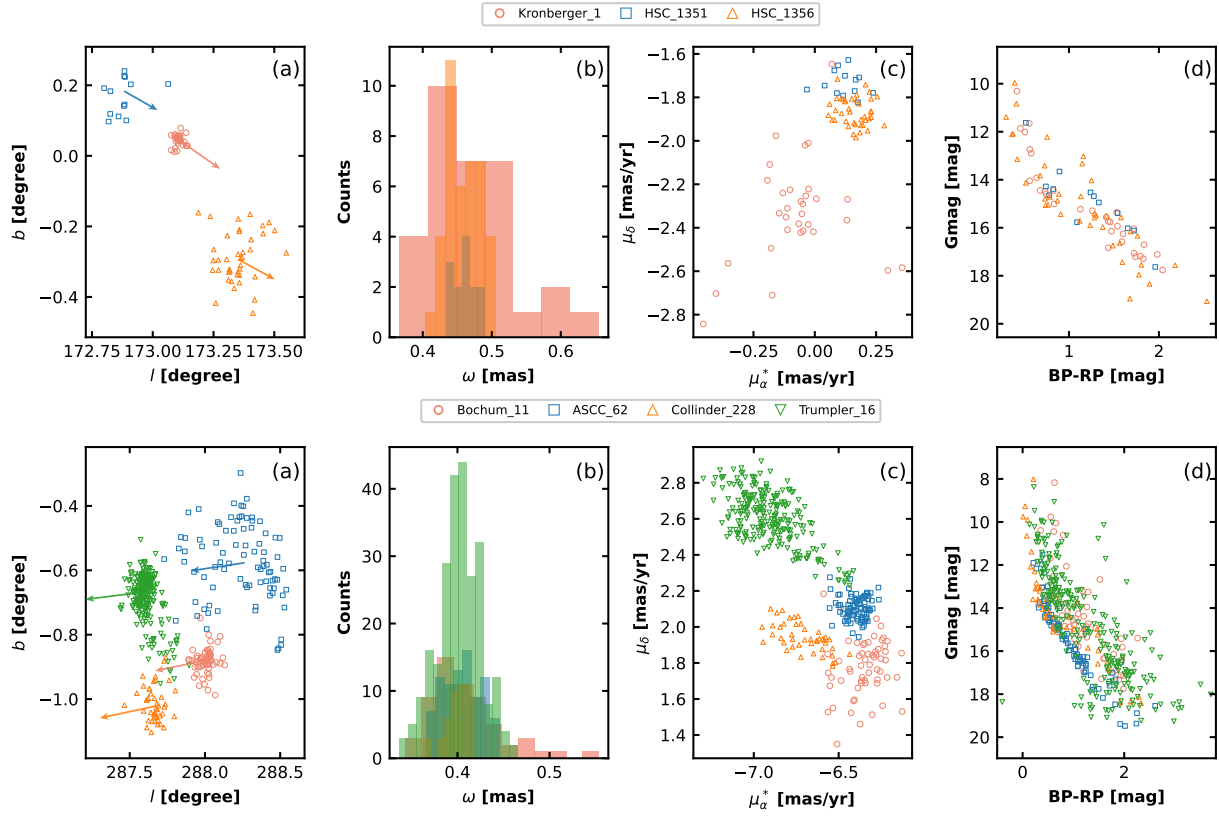 Kronberger_1 HSC_1351 HSC_1356
(a) (b) (c) (d)
0.2
0.0
−0.2
−0.4
b [degree]
172.75 173.00 173.25 173.50
l [degree]
10
8
6
4
2
0
Counts
0.4 0.5 0.6
ω [mas]
−1.6
−1.8
−2.0
−2.2
−2.4
−2.6
−2.8
μδ [mas/yr]
−0.25 0.00 0.25
μα* [mas/yr]
10
12
14
16
18
20
Gmag [mag]
1 2
BP-RP [mag]
Bochum_11 ASCC_62 Collinder_228 Trumpler_16
(a) (b) (c) (d)
−0.4
−0.6
−0.8
−1.0
b [degree]
287.5 288.0 288.5
l [degree]
40
30
20
10
0
Counts
0.4 0.5
ω [mas]
2.8
2.6
2.4
2.2
2.0
1.8
1.6
1.4
μδ [mas/yr]
−7.0 −6.5
μα* [mas/yr]
8
10
12
14
16
18
20
Gmag [mag]
0 2
BP-RP [mag]